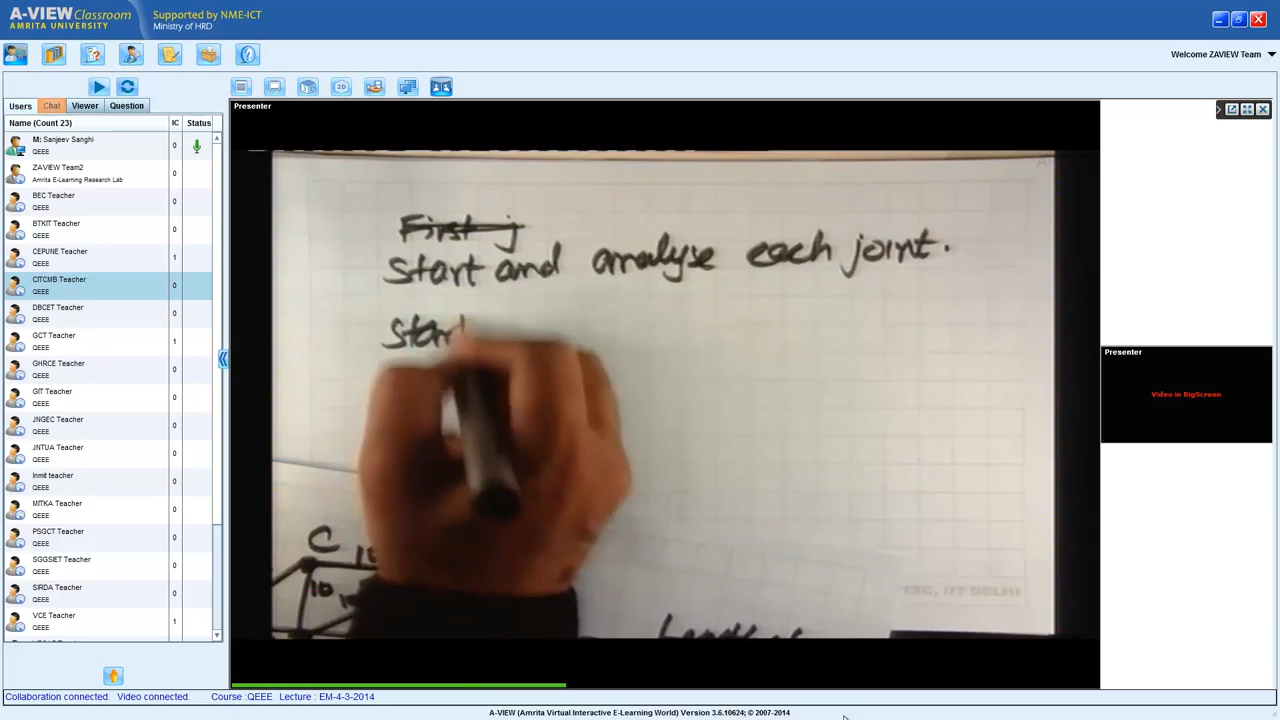 A-VIEW Classroom
AMRITA UNIVERSITY
Supported by NME-ICT
Ministry of HRD
Welcome ZAVIEW Team
Users Chat Viewer Question
Name (Count 23) IC Status
M: Sanjeev Sanghi
QEEE
0
ZAVIEW Team2
Amrita E-Learning Research Lab
0
BEC Teacher
QEEE
0
BTKIT Teacher
QEEE
0
CEPUNE Teacher
QEEE
1
CITCMB Teacher
QEEE
0
DBCET Teacher
QEEE
0
GCT Teacher
QEEE
1
GHRCE Teacher
QEEE
0
GIT Teacher
QEEE
0
JNGEC Teacher
QEEE
0
JNTUA Teacher
QEEE
0
Inmit teacher
QEEE
0
MITKA Teacher
QEEE
0
PSGCT Teacher
QEEE
0
SGGSIET Teacher
QEEE
0
SIRDA Teacher
QEEE
0
VCE Teacher
QEEE
1
Presenter
First j
Start and analyse each joint.
Star
C
10
TSC, IIT DELHI
Presenter
Video in BigScreen
Collaboration connected. Video connected. Course :QEEE Lecture : EM-4-3-2014
A-VIEW (Amrita Virtual Interactive E-Learning World) Version 3.6.10624; © 2007-2014